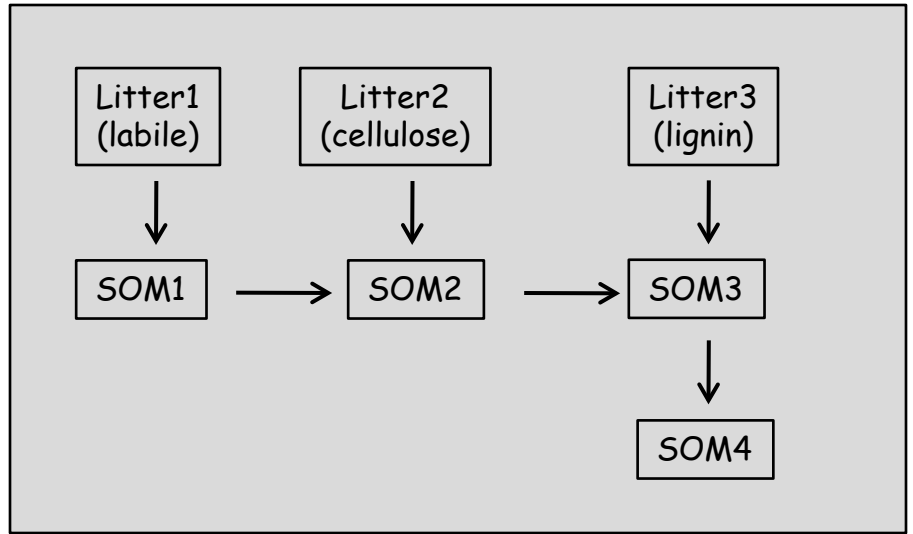 Litter1
(labile)
Litter2
(cellulose)
Litter3
(lignin)
SOM1
SOM2
SOM3
SOM4